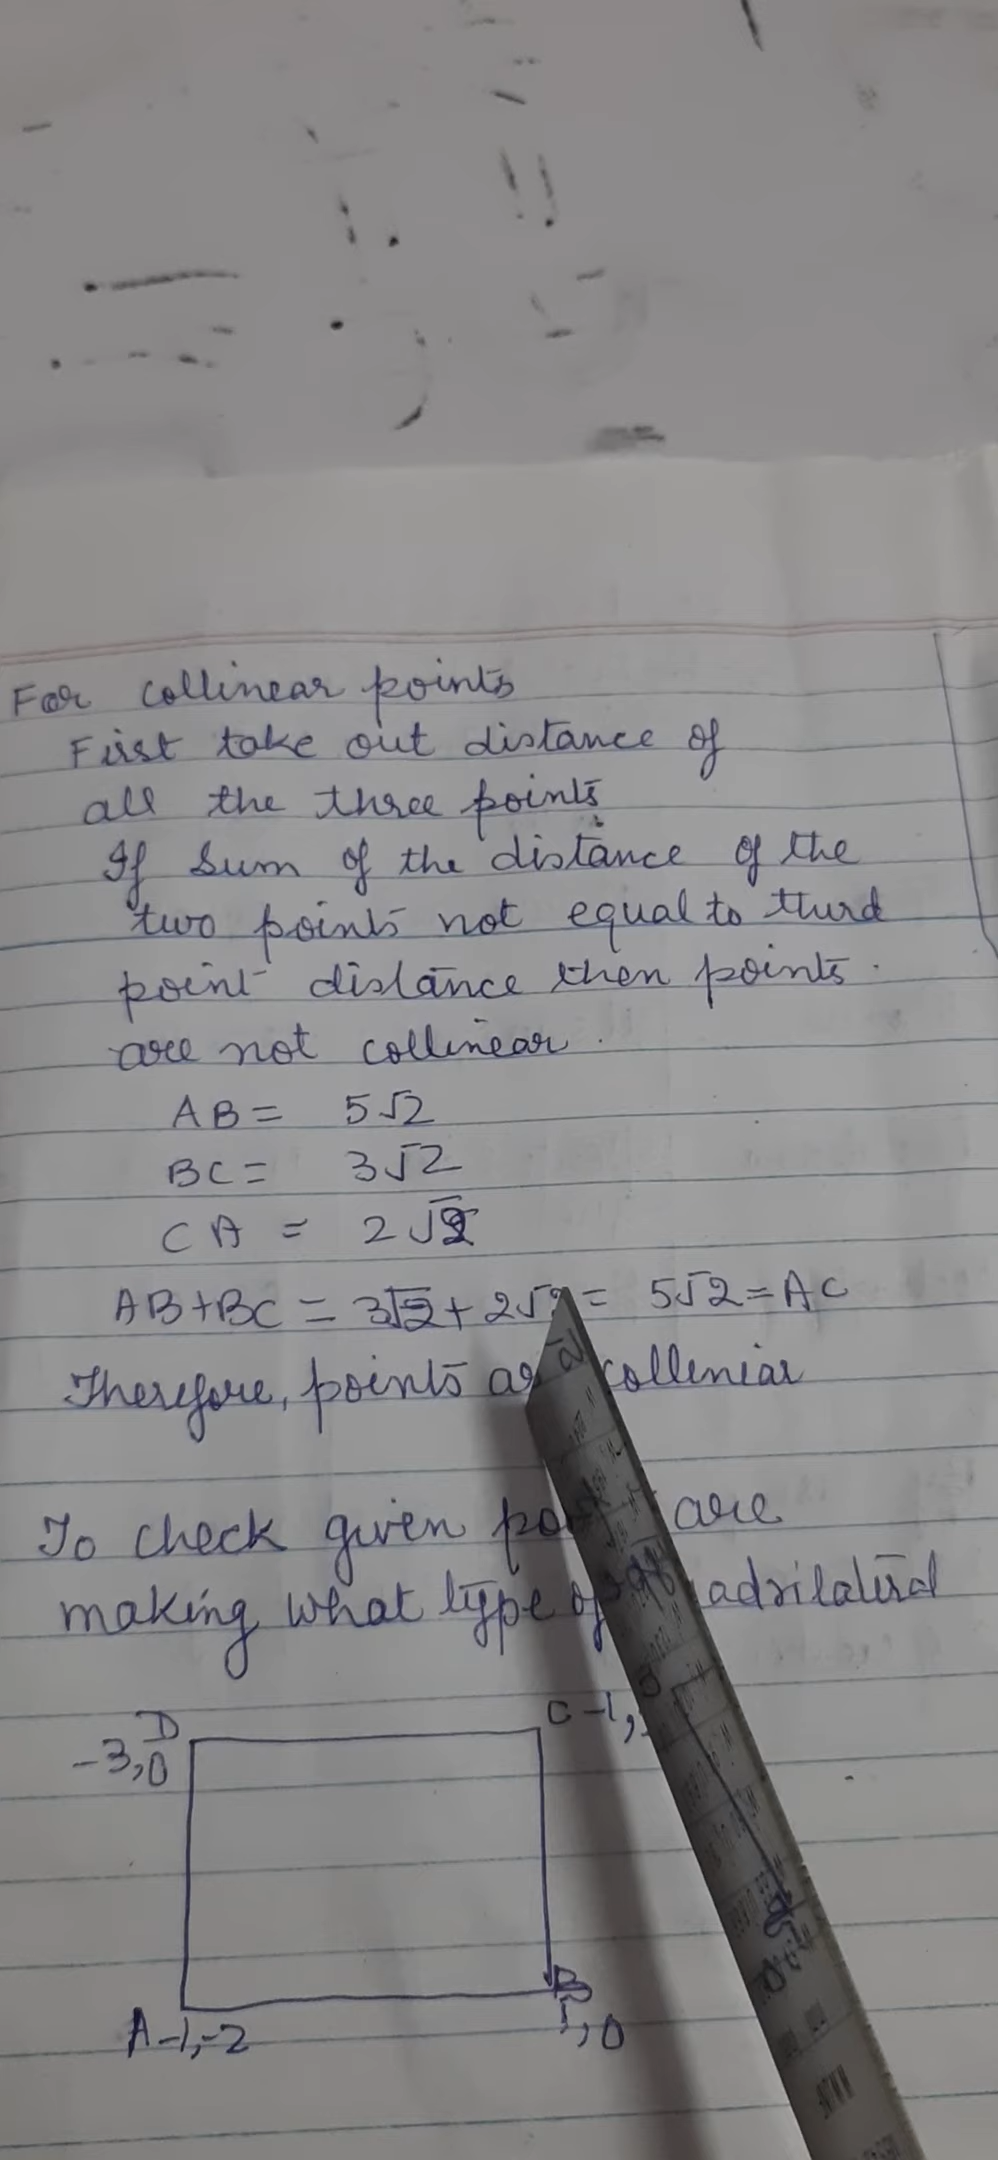 For collinear points
First take out distance of
all the three points
If sum of the distance of the
two points not equal to third
point distance then points
are not collinear.
AB = 5√2
BC = 3√2
CA = 2√2
AB+BC = 3√2 + 2√2 = 5√2 = AC
Therefore, points colleniar
To check given are
making what type of
D
-3,0
C -1,
B
1,0
A -1,-2